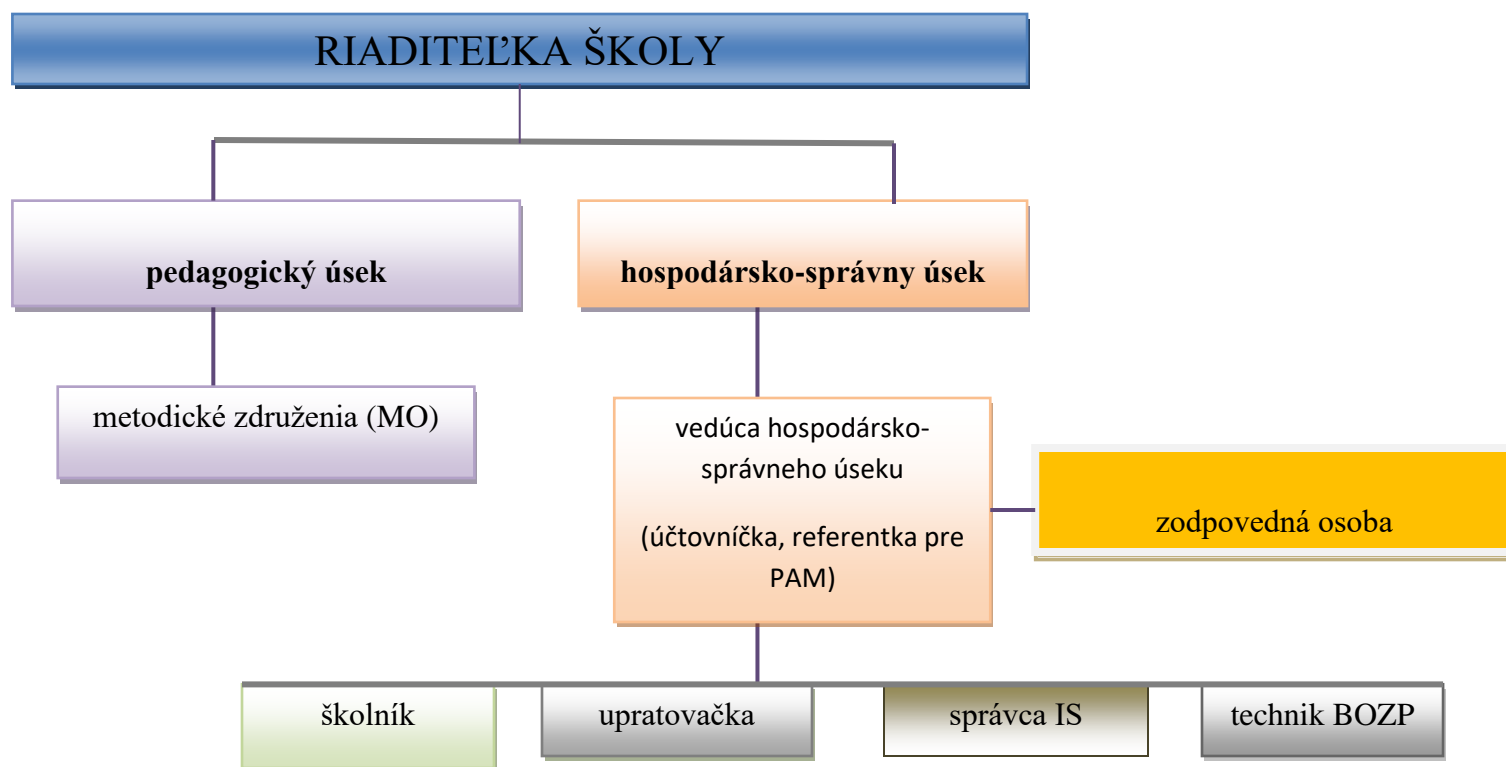 RIADITEĽKA ŠKOLY
pedagogický úsek
hospodársko-správny úsek
metodické združenia (MO)
vedúca hospodársko-
správneho úseku
(účtovníčka, referentka pre
PAM)
zodpovedná osoba
školník
upratovačka
správca IS
technik BOZP